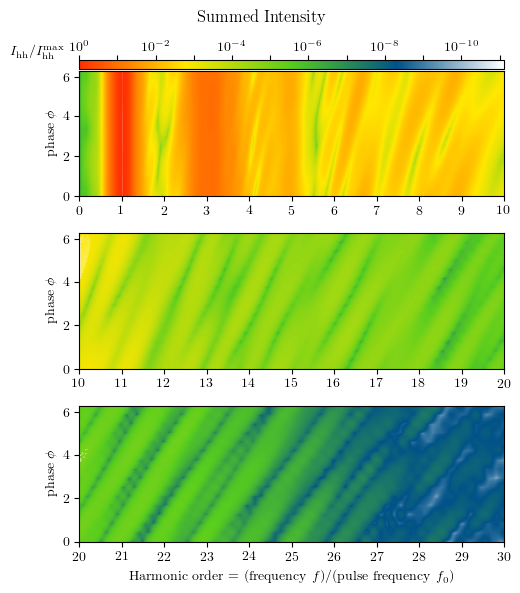 Summed Intensity
I_hh/I_hh^max 10^0 10^-2 10^-4 10^-6 10^-8 10^-10
6
4
2
0
phase ϕ
0 1 2 3 4 5 6 7 8 9 10
6
4
2
0
phase ϕ
10 11 12 13 14 15 16 17 18 19 20
6
4
2
0
phase ϕ
20 21 22 23 24 25 26 27 28 29 30
Harmonic order = (frequency f)/(pulse frequency f_0)